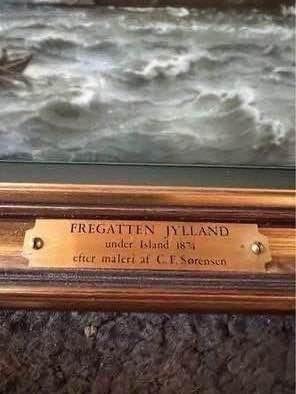 FREGATTEN JYLLAND
under Island 1874
efter maleri af C. F. Sørensen